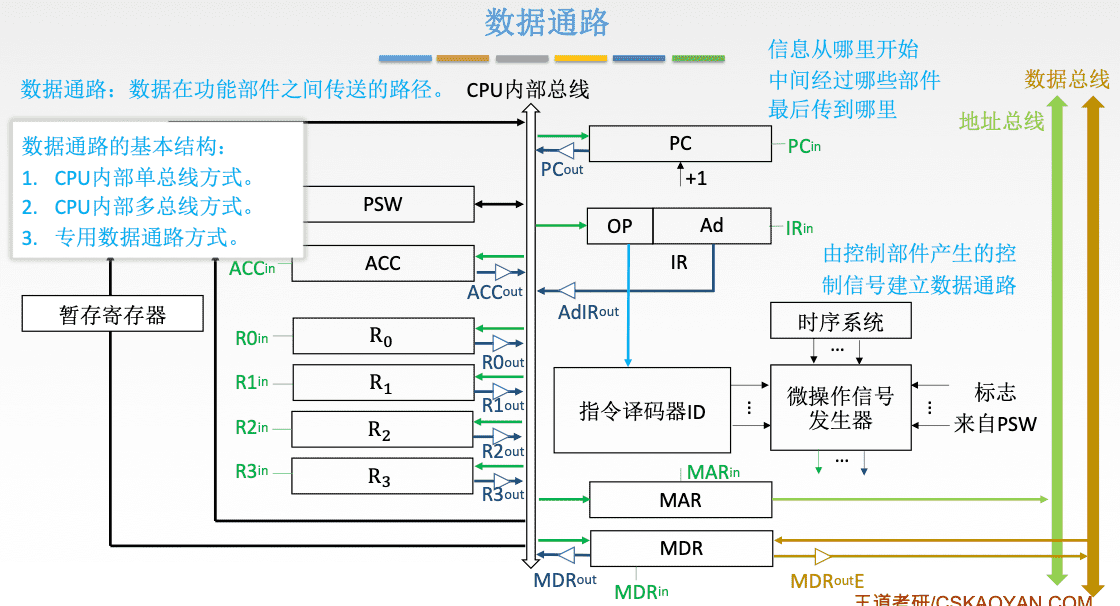 数据通路
数据通路：数据在功能部件之间传送的路径。
CPU内部总线
信息从哪里开始
中间经过哪些部件
最后传到哪里
数据总线
地址总线
数据通路的基本结构：
1. CPU内部单总线方式。
2. CPU内部多总线方式。
3. 专用数据通路方式。
PC
PCin
PCout
+1
PSW
OP
Ad
IRin
IR
ACC
ACCin
ACCout
AdIRout
由控制部件产生的控
制信号建立数据通路
暂存寄存器
R0in
R0
R0out
R1in
R1
R1out
R2in
R2
R2out
R3in
R3
R3out
时序系统
...
指令译码器ID
⋮
微操作信号
发生器
⋮
标志
来自PSW
...
MARin
MAR
MDR
MDRout
MDRin
MDRoutE
王道考研/CSKAOYAN.COM